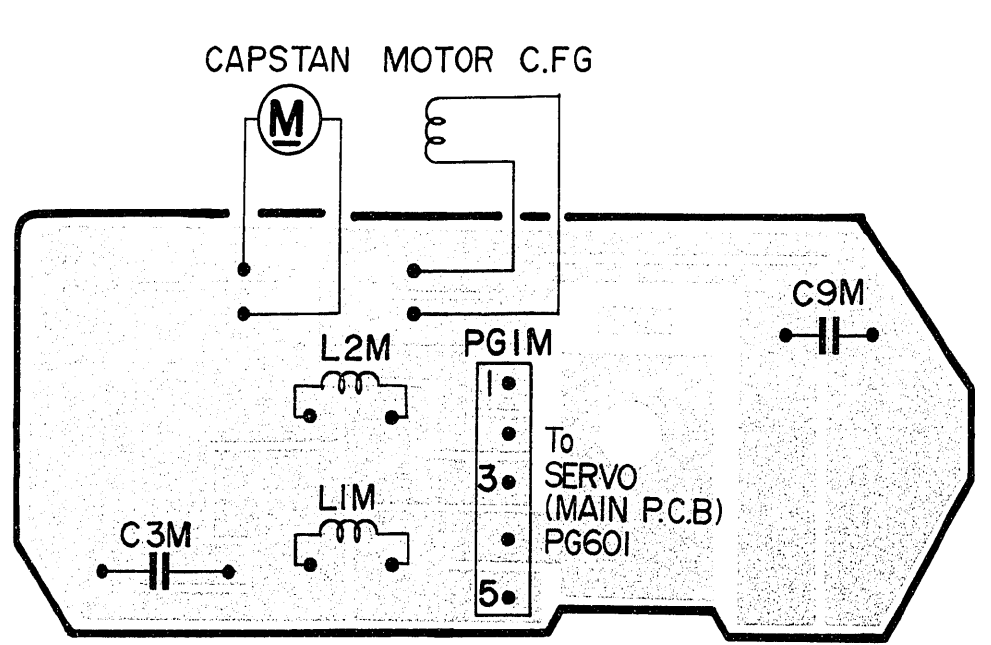 CAPSTAN MOTOR C.FG
M
C9M
L2M
PG1M
1
To
3
SERVO
(MAIN P.C.B)
PG601
L1M
C3M
5